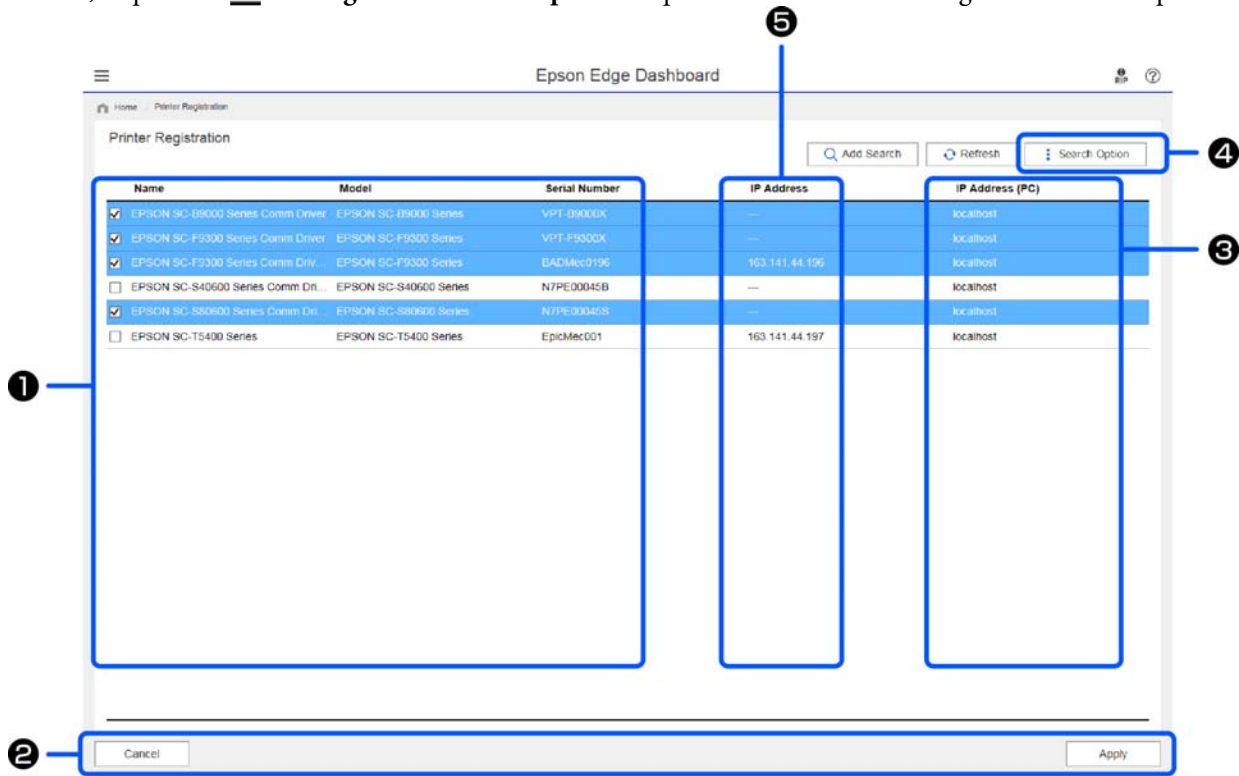 5
Epson Edge Dashboard
Home / Printer Registration
Printer Registration
Add Search
Refresh
Search Option
4
Name Model Serial Number IP Address IP Address (PC)
EPSON SC-B9000 Series Comm Driver EPSON SC-B9000 Series VPT-B9000X --- localhost
EPSON SC-F9300 Series Comm Driver EPSON SC-F9300 Series VPT-F9300X --- localhost
3
EPSON SC-F9300 Series Comm Driv... EPSON SC-F9300 Series BADMec0196 163.141.44.196 localhost
EPSON SC-S40600 Series Comm Dri... EPSON SC-S40600 Series N7PE00045B --- localhost
EPSON SC-S80600 Series Comm Dri... EPSON SC-S80600 Series N7PE00045S --- localhost
EPSON SC-T5400 Series EPSON SC-T5400 Series EpicMec001 163.141.44.197 localhost
1
2
Cancel
Apply